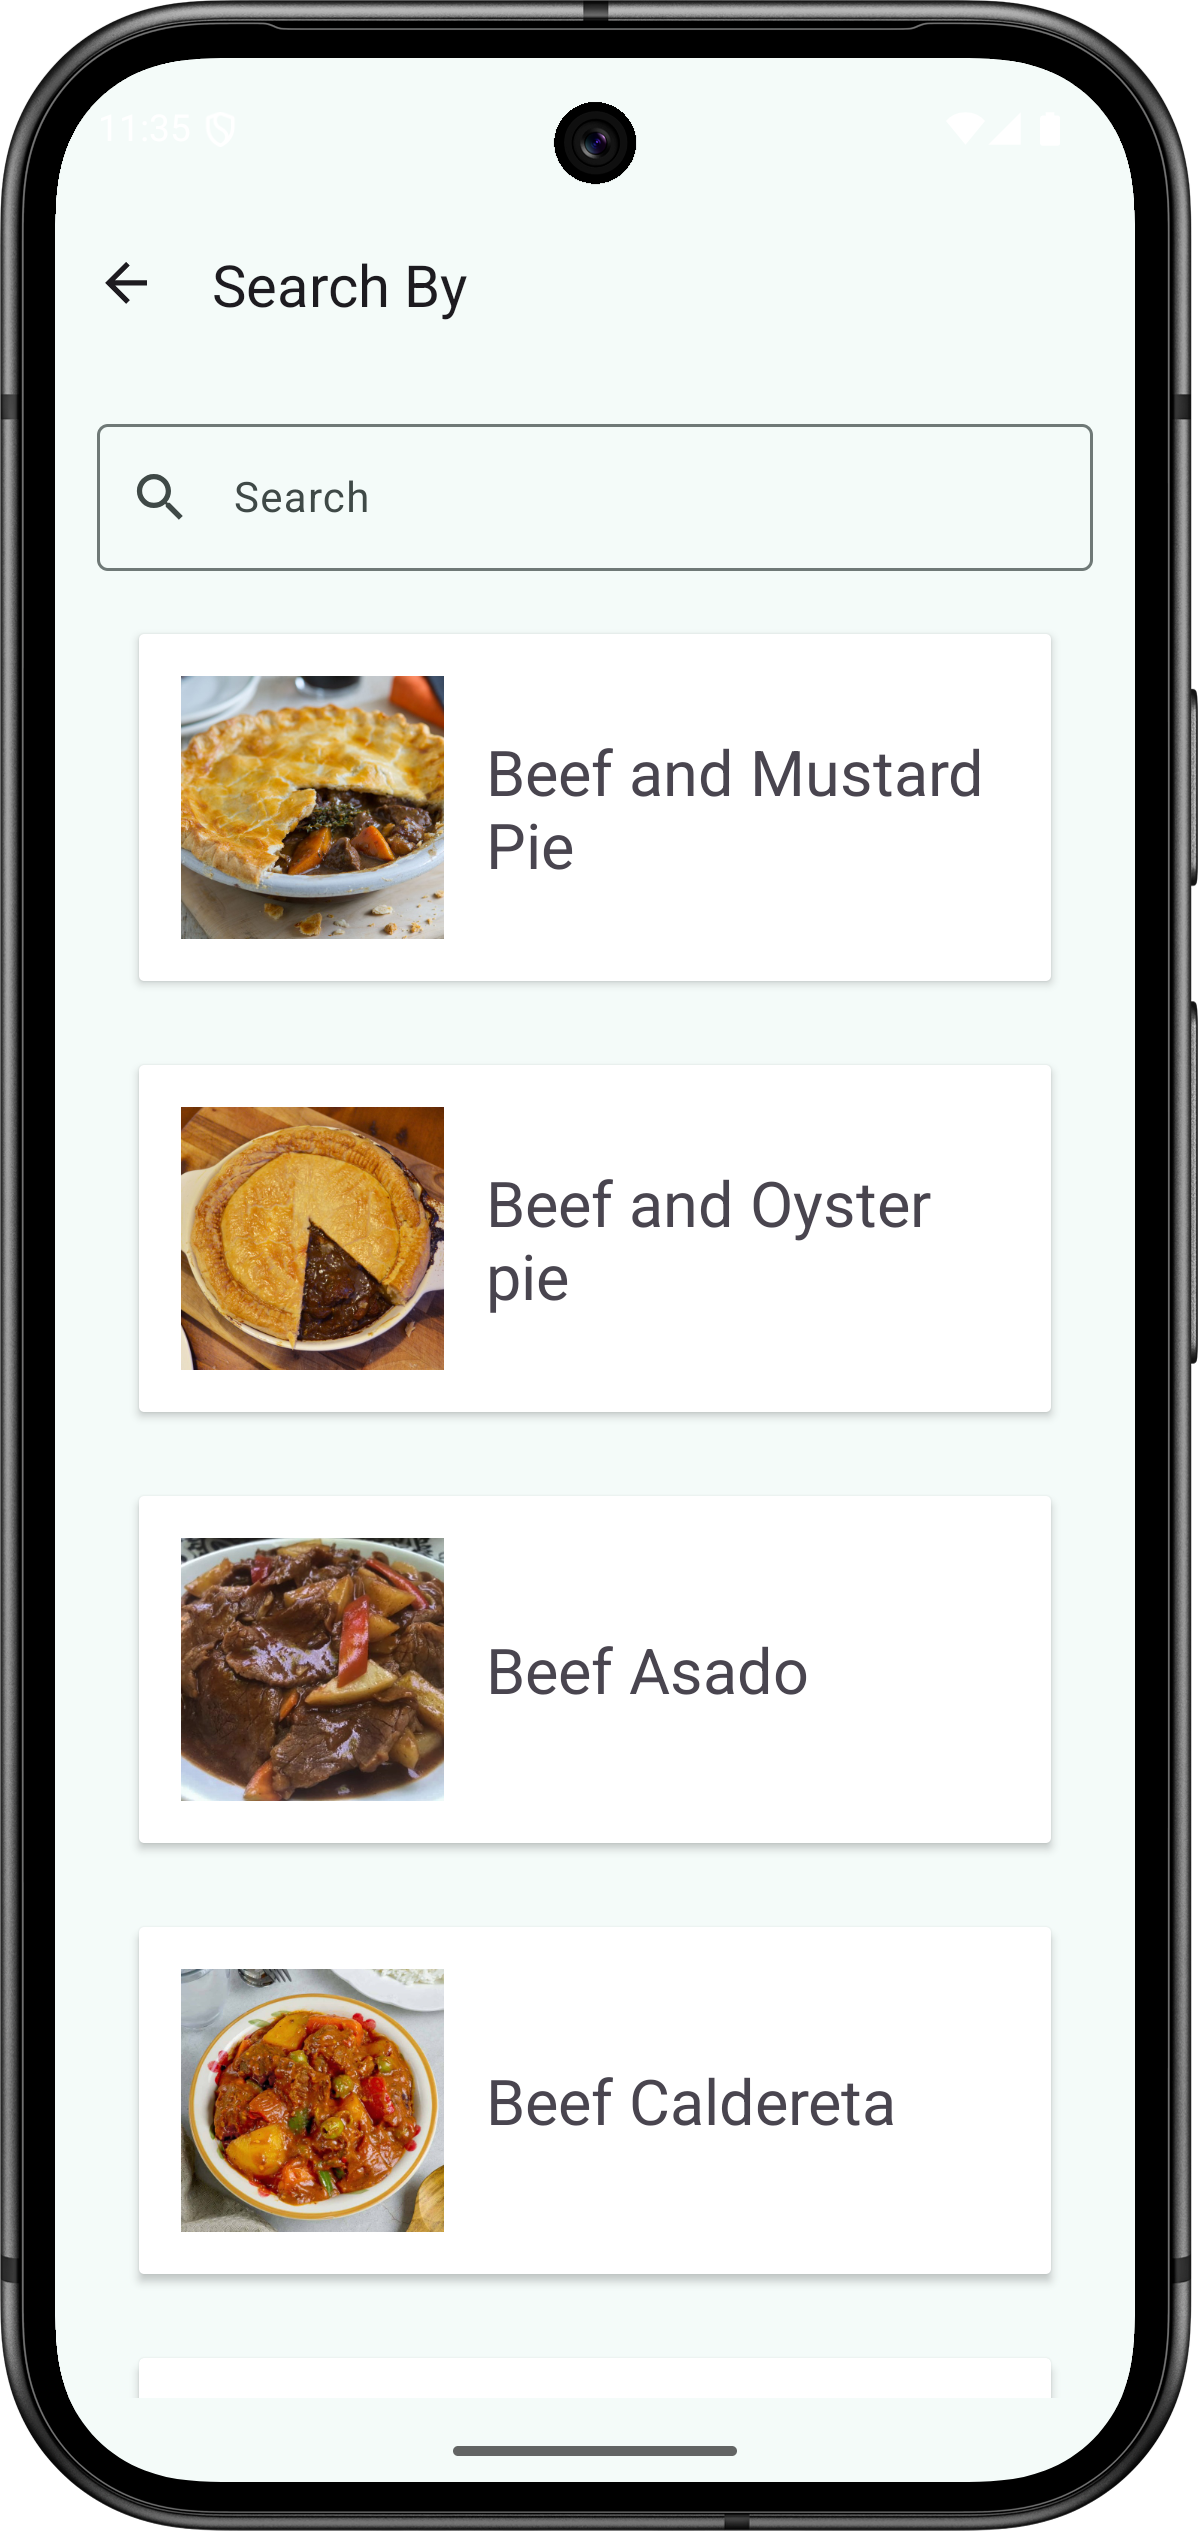 11:35
Search By
Search
Beef and Mustard
Pie
Beef and Oyster
pie
Beef Asado
Beef Caldereta